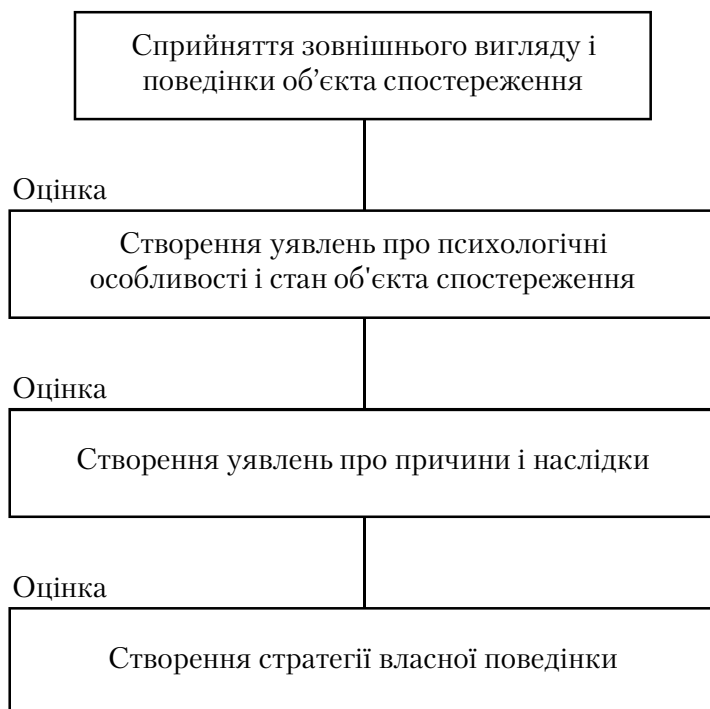 Сприйняття зовнішнього вигляду і
поведінки об’єкта спостереження
Оцінка
Створення уявлень про психологічні
особливості і стан об'єкта спостереження
Оцінка
Створення уявлень про причини і наслідки
Оцінка
Створення стратегії власної поведінки